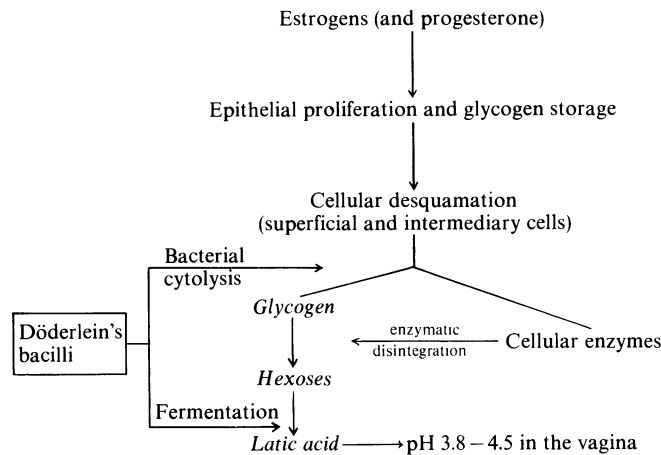 Estrogens (and progesterone)
Epithelial proliferation and glycogen storage
Cellular desquamation
(superficial and intermediary cells)
Bacterial
cytolysis
Glycogen
Döderlein's
bacilli
enzymatic
disintegration
Cellular enzymes
Hexoses
Fermentation
Latic acid
pH 3.8 – 4.5 in the vagina